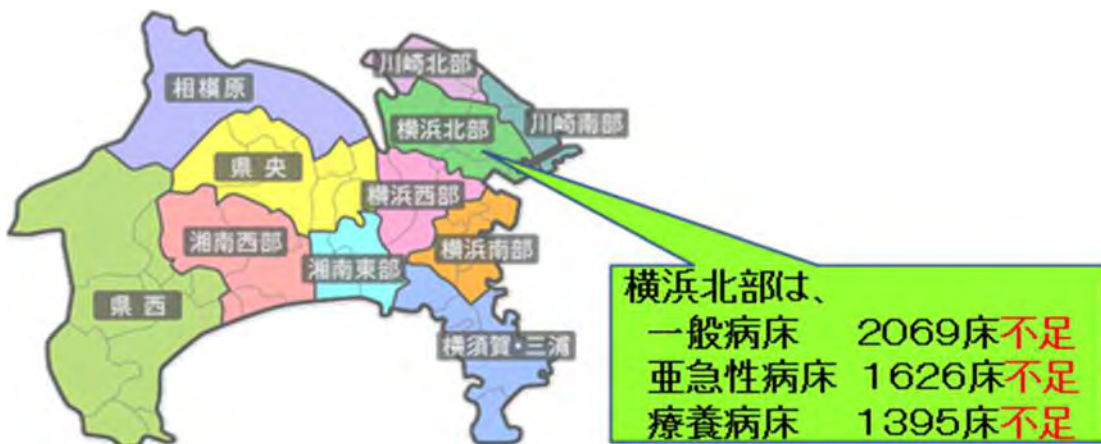 川崎北部
相模原
横浜北部
川崎南部
県央
横浜西部
湘南西部
横浜南部
湘南東部
県西
横須賀・三浦
横浜北部は、
一般病床 2069床不足
亜急性病床 1626床不足
療養病床 1395床不足